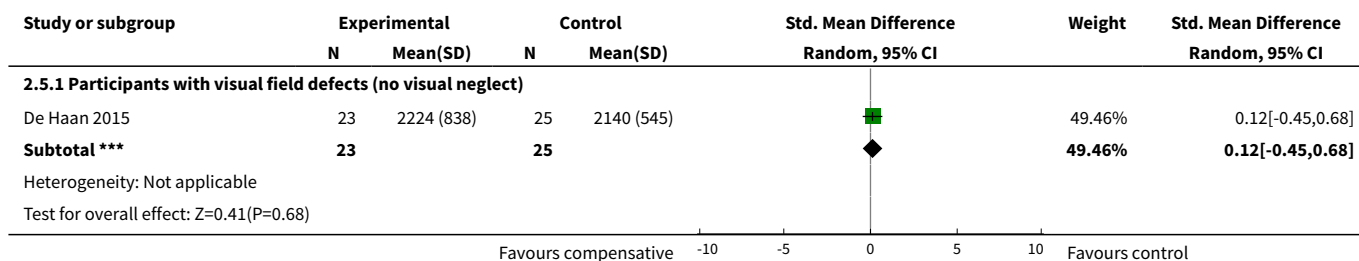 Study or subgroup Experimental Control Std. Mean Difference Weight Std. Mean Difference
N Mean(SD) N Mean(SD) Random, 95% CI Random, 95% CI
2.5.1 Participants with visual field defects (no visual neglect)
De Haan 2015 23 2224 (838) 25 2140 (545) 49.46% 0.12[-0.45,0.68]
Subtotal *** 23 25 49.46% 0.12[-0.45,0.68]
Heterogeneity: Not applicable
Test for overall effect: Z=0.41(P=0.68)
Favours compensative -10 -5 0 5 10 Favours control